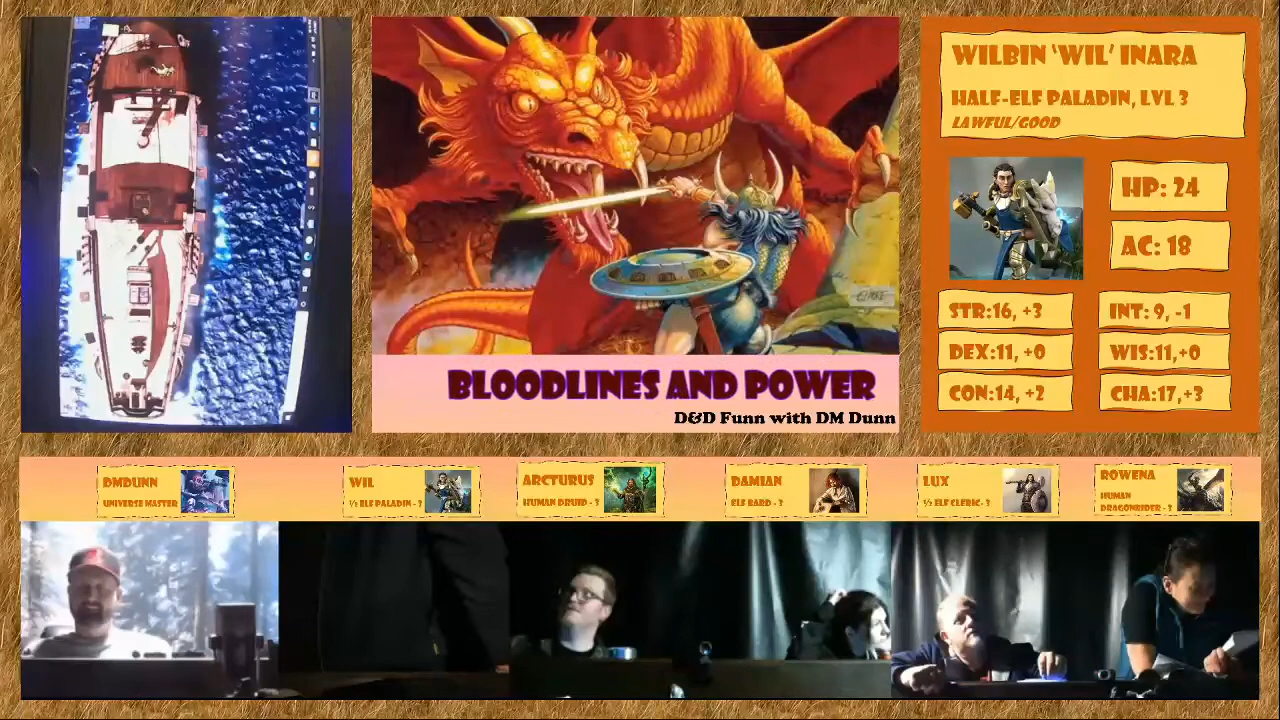 BLOODLINES AND POWER
D&D Funn with DM Dunn
WILBIN 'WIL' INARA
HALF-ELF PALADIN, LVL 3
LAWFUL/GOOD
HP: 24
AC: 18
STR:16, +3
INT: 9, -1
DEX:11, +0
WIS:11,+0
CON:14, +2
CHA:17,+3
DMDUNN
UNIVERSE MASTER
WIL
½ ELF PALADIN - 3
ARCTURUS
HUMAN DRUID - 3
DAMIAN
ELF BARD - 3
LUX
½ ELF CLERIC- 3
ROWENA
HUMAN
DRAGONRIDER - 3